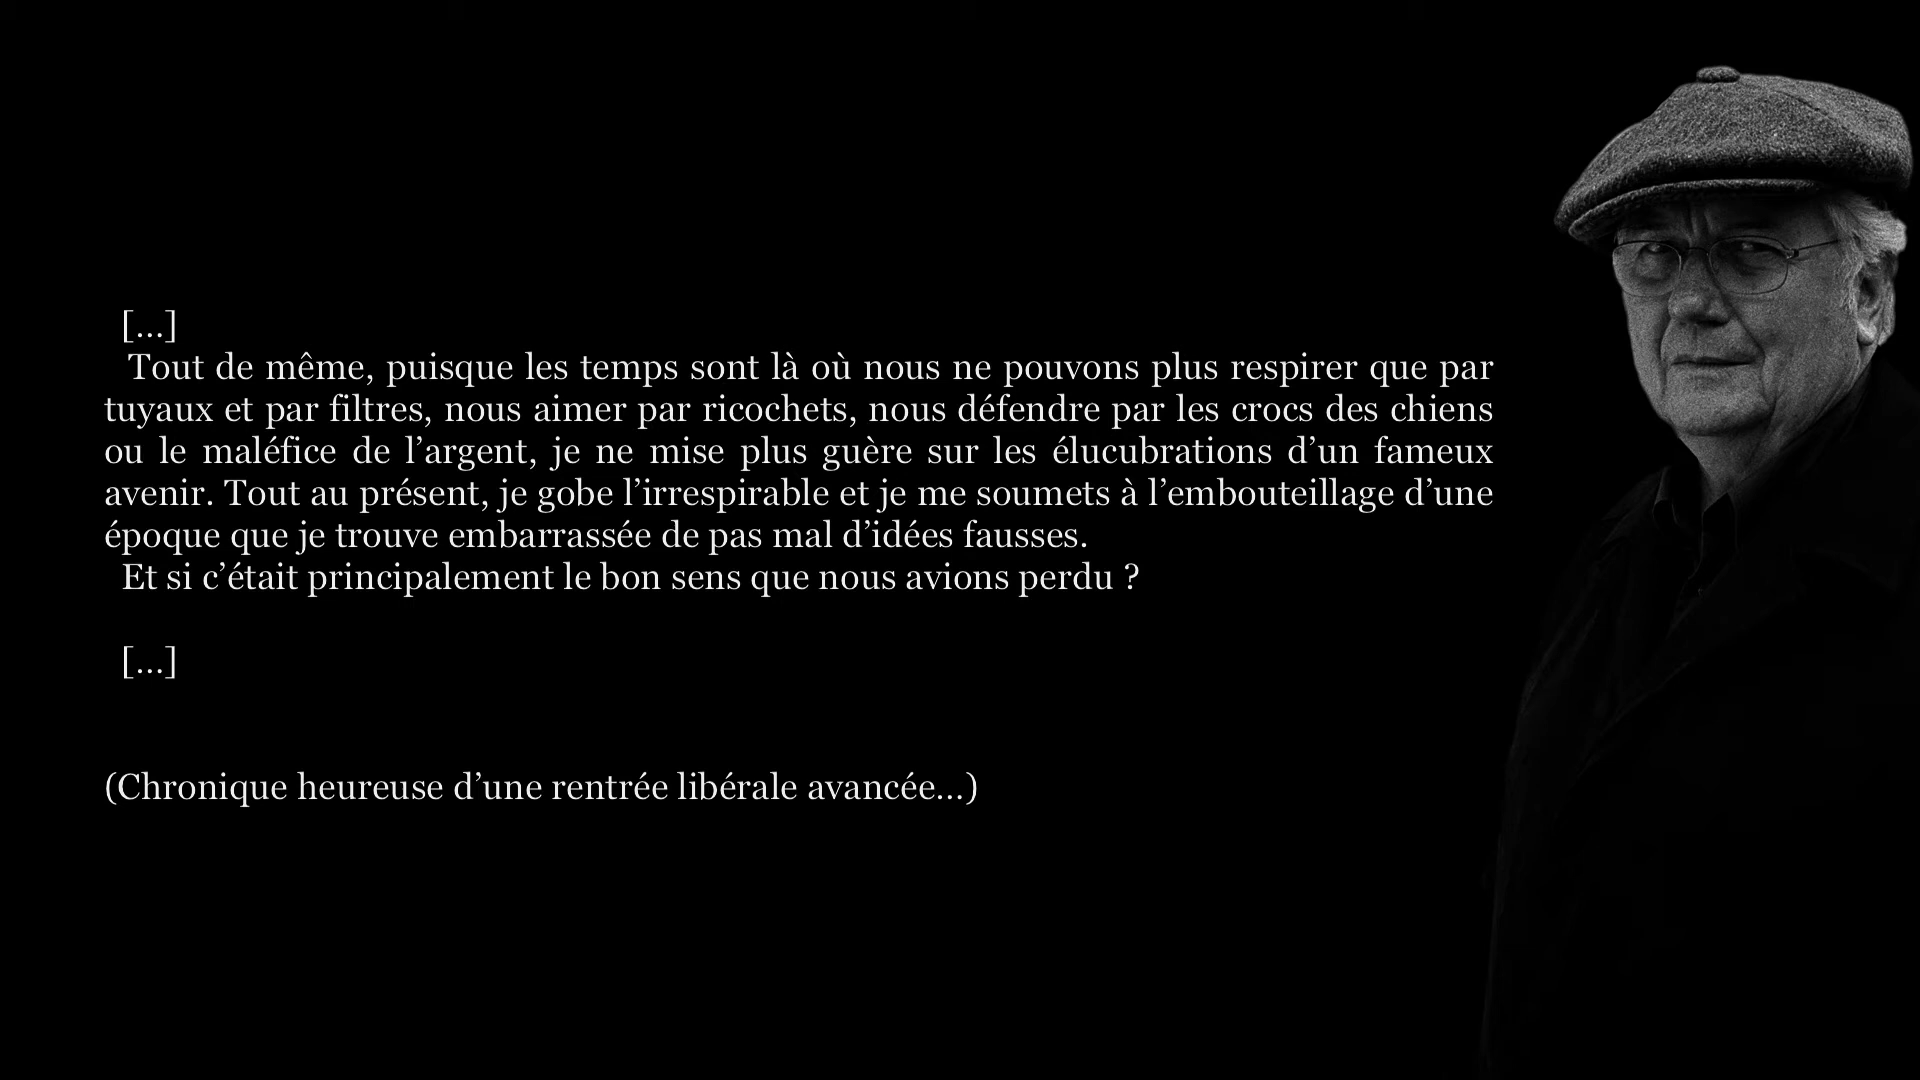 [...]
Tout de même, puisque les temps sont là où nous ne pouvons plus respirer que par
tuyaux et par filtres, nous aimer par ricochets, nous défendre par les crocs des chiens
ou le maléfice de l’argent, je ne mise plus guère sur les élucubrations d’un fameux
avenir. Tout au présent, je gobe l’irrespirable et je me soumets à l’embouteillage d’une
époque que je trouve embarrassée de pas mal d’idées fausses.
Et si c’était principalement le bon sens que nous avions perdu ?
[...]
(Chronique heureuse d’une rentrée libérale avancée...)